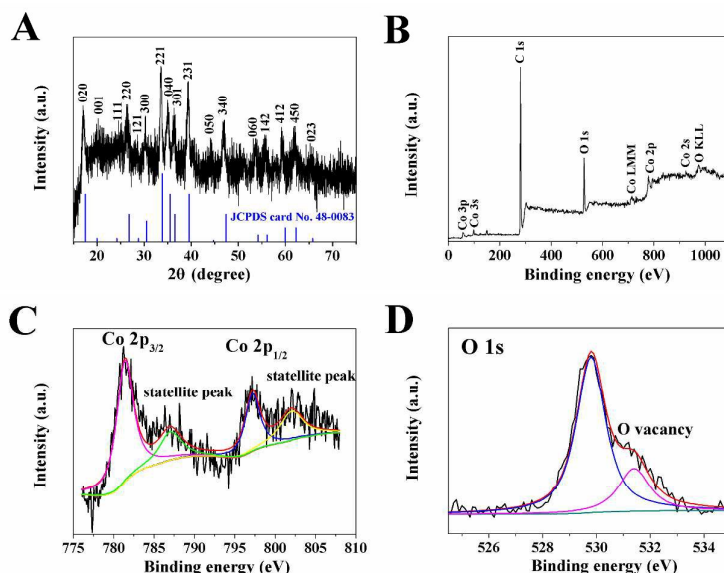 A
Intensity (a.u.)
020
001
111
220
121
300
221
040
301
231
050
340
060
142
412
450
023
JCPDS card No. 48-0083
20 30 40 50 60 70
2θ (degree)
B
Intensity (a.u.)
Co 3p
Co 3s
C 1s
O 1s
Co LMM
Co 2p
Co 2s
O KLL
0 200 400 600 800 1000
Binding energy (eV)
C
Intensity (a.u.)
Co 2p3/2
statellite peak
Co 2p1/2
statellite peak
775 780 785 790 795 800 805 810
Binding energy (eV)
D
Intensity (a.u.)
O 1s
O vacancy
526 528 530 532 534
Binding energy (eV)